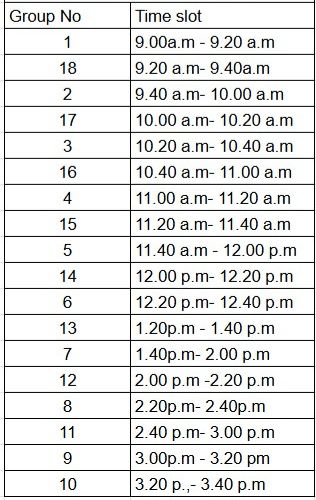 Group No Time slot
1 9.00a.m - 9.20 a.m
18 9.20 a.m- 9.40a.m
2 9.40 a.m- 10.00 a.m
17 10.00 a.m- 10.20 a.m
3 10.20 a.m- 10.40 a.m
16 10.40 a.m- 11.00 a.m
4 11.00 a.m- 11.20 a.m
15 11.20 a.m- 11.40 a.m
5 11.40 a.m - 12.00 p.m
14 12.00 p.m- 12.20 p.m
6 12.20 p.m- 12.40 p.m
13 1.20p.m - 1.40 p.m
7 1.40p.m- 2.00 p.m
12 2.00 p.m -2.20 p.m
8 2.20p.m- 2.40p.m
11 2.40 p.m- 3.00 p.m
9 3.00p.m - 3.20 pm
10 3.20 p.,- 3.40 p.m